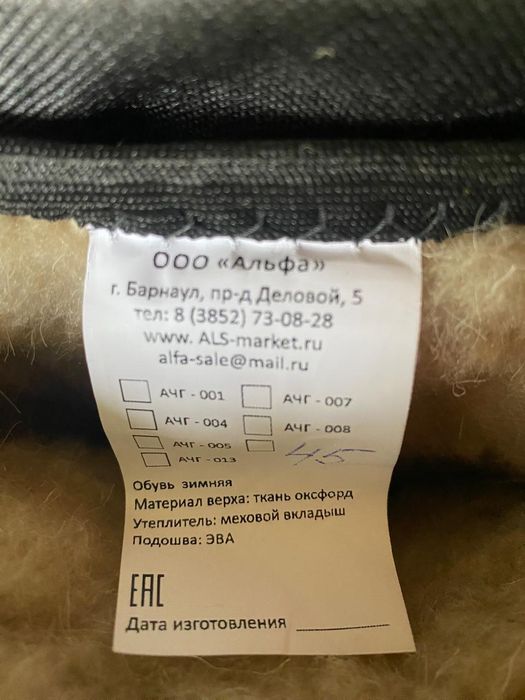 ООО «Альфа»
г. Барнаул, пр-д Деловой, 5
тел: 8 (3852) 73-08-28
www. ALS-market.ru
alfa-sale@mail.ru
АЧГ - 001 АЧГ - 007
АЧГ - 004 АЧГ - 008
АЧГ - 005 45
АЧГ - 013
Обувь зимняя
Материал верха: ткань оксфорд
Утеплитель: меховой вкладыш
Подошва: ЭВА
ЕАС
Дата изготовления